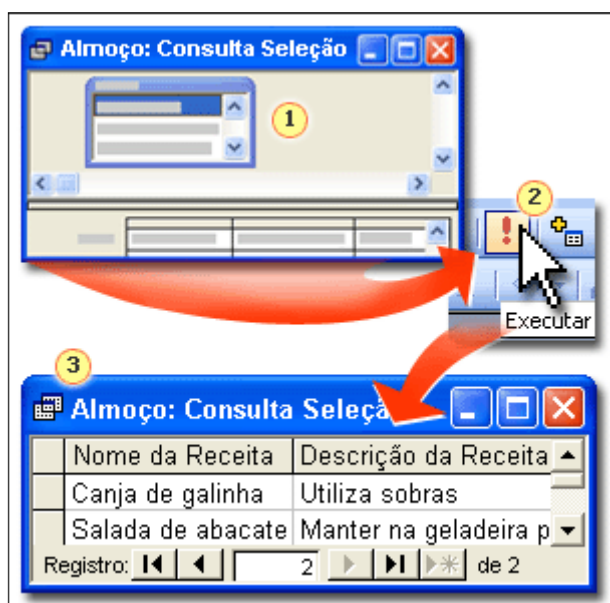 Almoço: Consulta Seleção
1
2
Executar
3
Almoço: Consulta Seleçã
Nome da Receita Descrição da Receita
Canja de galinha Utiliza sobras
Salada de abacate Manter na geladeira p
Registro: 2 de 2